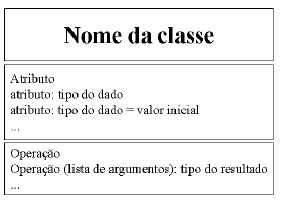 Nome da classe
Atributo
atributo: tipo do dado
atributo: tipo do dado = valor inicial
...
Operação
Operação (lista de argumentos): tipo do resultado
...